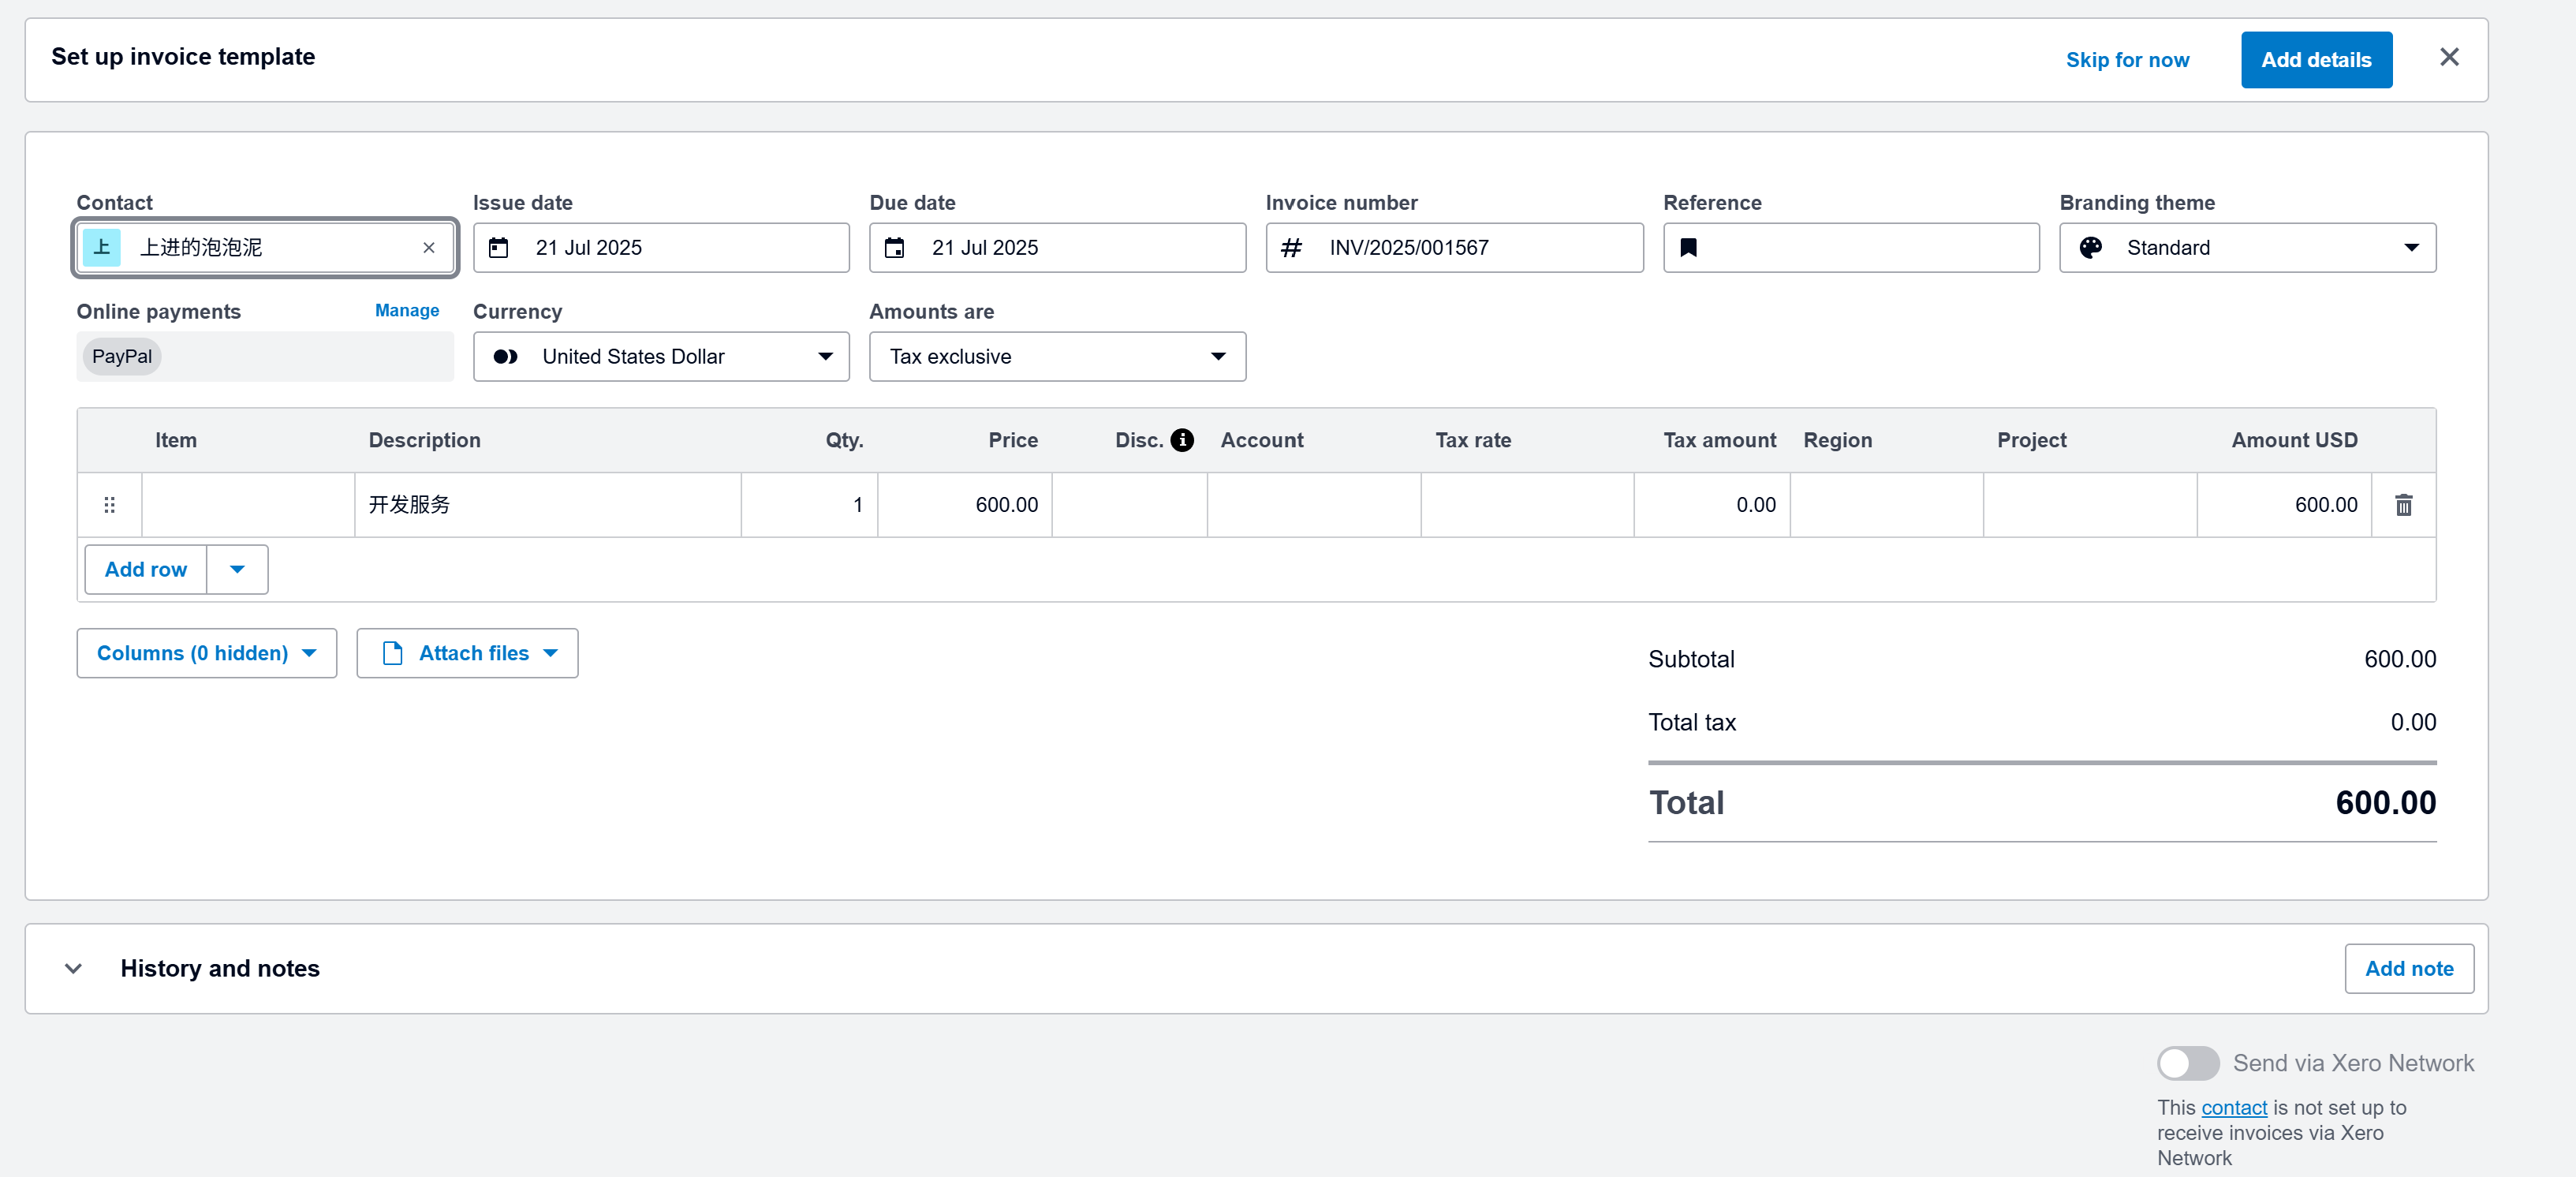 Set up invoice template
Skip for now
Add details
Contact
Issue date
Due date
Invoice number
Reference
Branding theme
上 上进的泡泡泥
21 Jul 2025
21 Jul 2025
INV/2025/001567
Standard
Online payments
Manage
Currency
Amounts are
PayPal
United States Dollar
Tax exclusive
Item Description Qty. Price Disc. Account Tax rate Tax amount Region Project Amount USD
开发服务 1 600.00 0.00 600.00
Add row
Columns (0 hidden)
Attach files
Subtotal 600.00
Total tax 0.00
Total 600.00
History and notes
Add note
Send via Xero Network
This contact is not set up to
receive invoices via Xero
Network